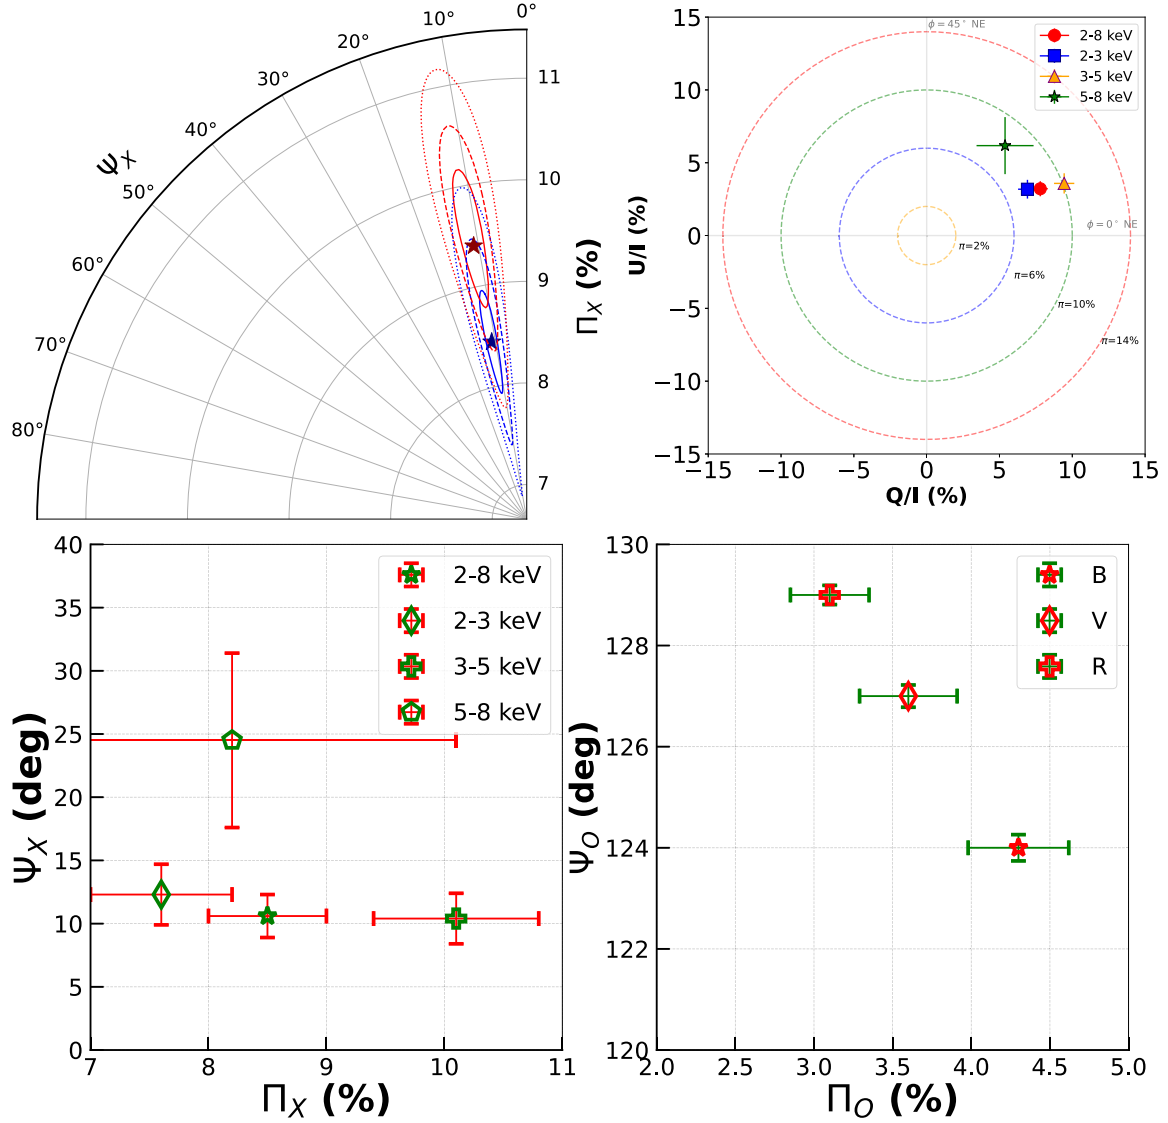 0°
10°
20°
30°
40°
50°
60°
70°
80°
11
10
9
8
7
Ψ_X
Π_X (%)
15
10
5
0
−5
−10
−15
U/I (%)
ϕ=45° NE
2-8 keV
2-3 keV
3-5 keV
5-8 keV
ϕ=0° NE
π=2%
π=6%
π=10%
π=14%
−15 −10 −5 0 5 10 15
Q/I (%)
40
35
30
25
20
15
10
5
0
Ψ_X (deg)
2-8 keV
2-3 keV
3-5 keV
5-8 keV
7 8 9 10 11
Π_X (%)
130
128
126
124
122
120
Ψ_O (deg)
B
V
R
2.0 2.5 3.0 3.5 4.0 4.5 5.0
Π_O (%)